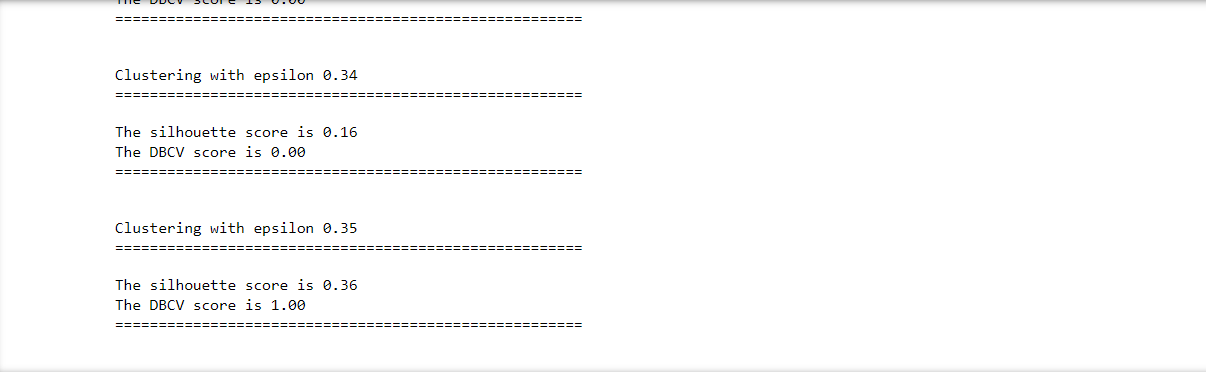 The DBCV score is 0.00
======================================================
Clustering with epsilon 0.34
======================================================
The silhouette score is 0.16
The DBCV score is 0.00
======================================================
Clustering with epsilon 0.35
======================================================
The silhouette score is 0.36
The DBCV score is 1.00
======================================================